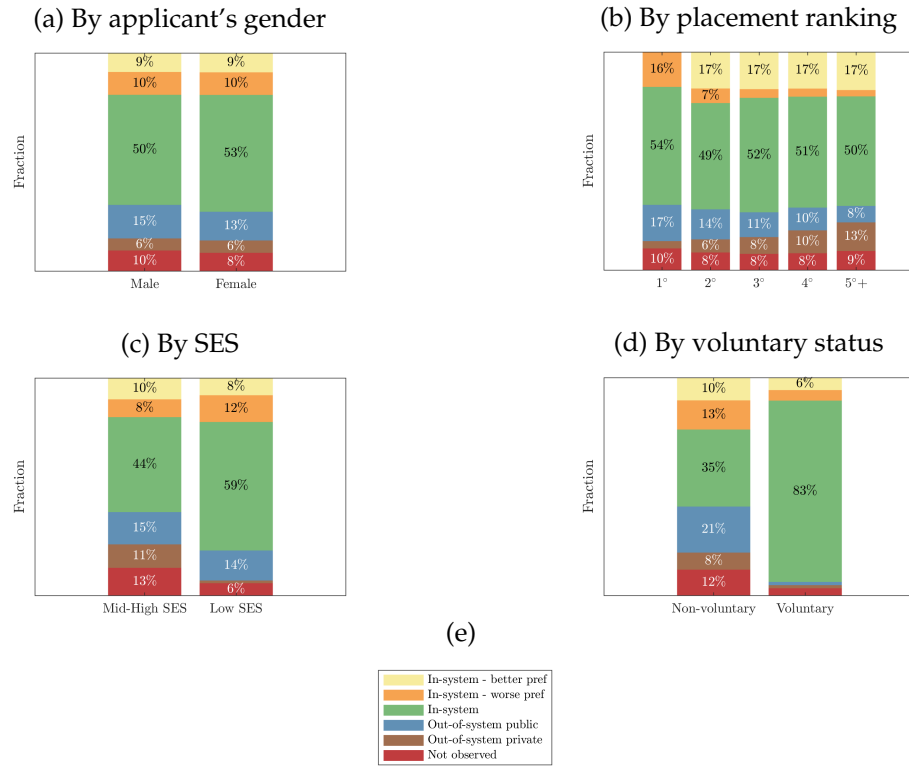 (a) By applicant's gender
Fraction
9%
9%
10%
10%
50%
53%
15%
13%
6%
6%
10%
8%
Male
Female
(b) By placement ranking
Fraction
16%
17%
17%
17%
17%
7%
54%
49%
52%
51%
50%
17%
14%
11%
10%
8%
6%
8%
10%
13%
10%
8%
8%
8%
9%
1°
2°
3°
4°
5°+
(c) By SES
Fraction
10%
8%
8%
12%
44%
59%
15%
14%
11%
13%
6%
Mid-High SES
Low SES
(d) By voluntary status
Fraction
10%
6%
13%
35%
83%
21%
8%
12%
Non-voluntary
Voluntary
(e)
In-system - better pref
In-system - worse pref
In-system
Out-of-system public
Out-of-system private
Not observed